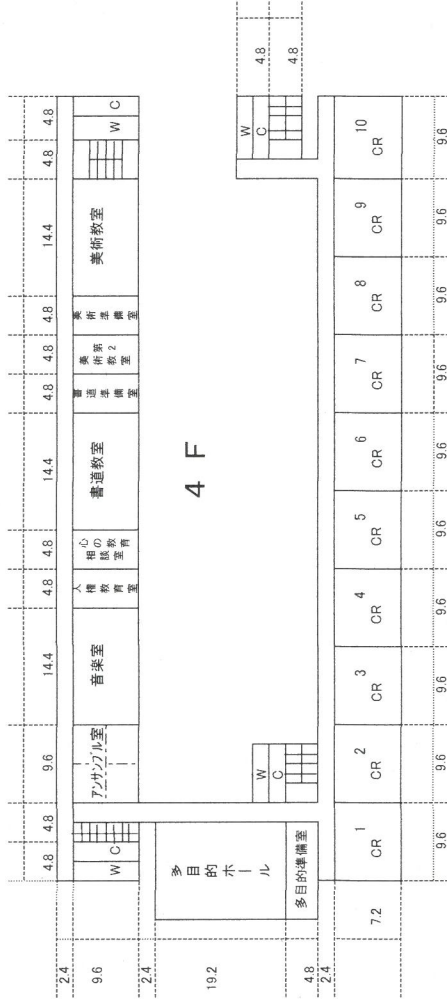 4.8 4.8 9.6 14.4 4.8 4.8 14.4 4.8 4.8 4.8 14.4 4.8 4.8
2.4
9.6
W C
アンサンブル室
音楽室
人権教育室
心の教育
相談室
書道教室
書道準備室
美術第2
教室
美術準備室
美術教室
W C
2.4
19.2
4.8
2.4
7.2
4 F
多目的ホール
多目的準備室
W
C
W
C
4.8
4.8
1 2 3 4 5 6 7 8 9 10
CR CR CR CR CR CR CR CR CR CR
9.6 9.6 9.6 9.6 9.6 9.6 9.6 9.6 9.6 9.6